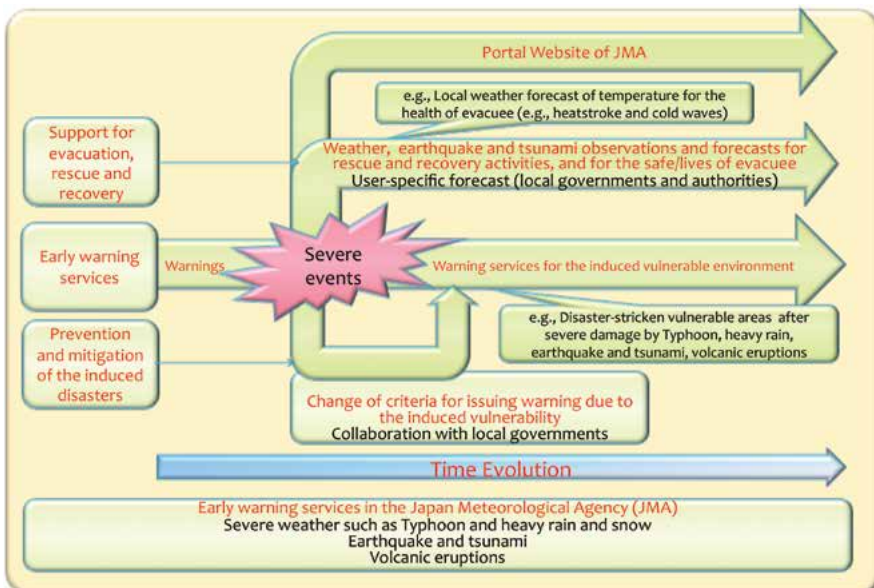 Portal Website of JMA
e.g., Local weather forecast of temperature for the
health of evacuee (e.g., heatstroke and cold waves)
Support for
evacuation,
rescue and
recovery
Weather, earthquake and tsunami observations and forecasts for
rescue and recovery activities, and for the safe/lives of evacuee
User-specific forecast (local governments and authorities)
Early warning
services
Warnings
Severe
events
Warning services for the induced vulnerable environment
e.g., Disaster-stricken vulnerable areas after
severe damage by Typhoon, heavy rain,
earthquake and tsunami, volcanic eruptions
Prevention
and mitigation
of the induced
disasters
Change of criteria for issuing warning due to
the induced vulnerability
Collaboration with local governments
Time Evolution
Early warning services in the Japan Meteorological Agency (JMA)
Severe weather such as Typhoon and heavy rain and snow
Earthquake and tsunami
Volcanic eruptions